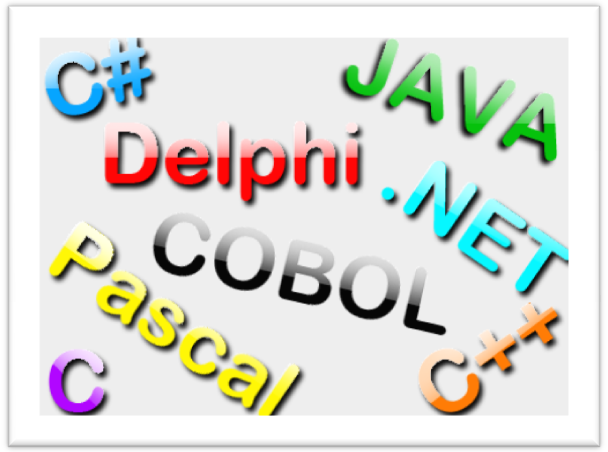 C#
JAVA
Delphi
.NET
COBOL
Pascal
C++
C